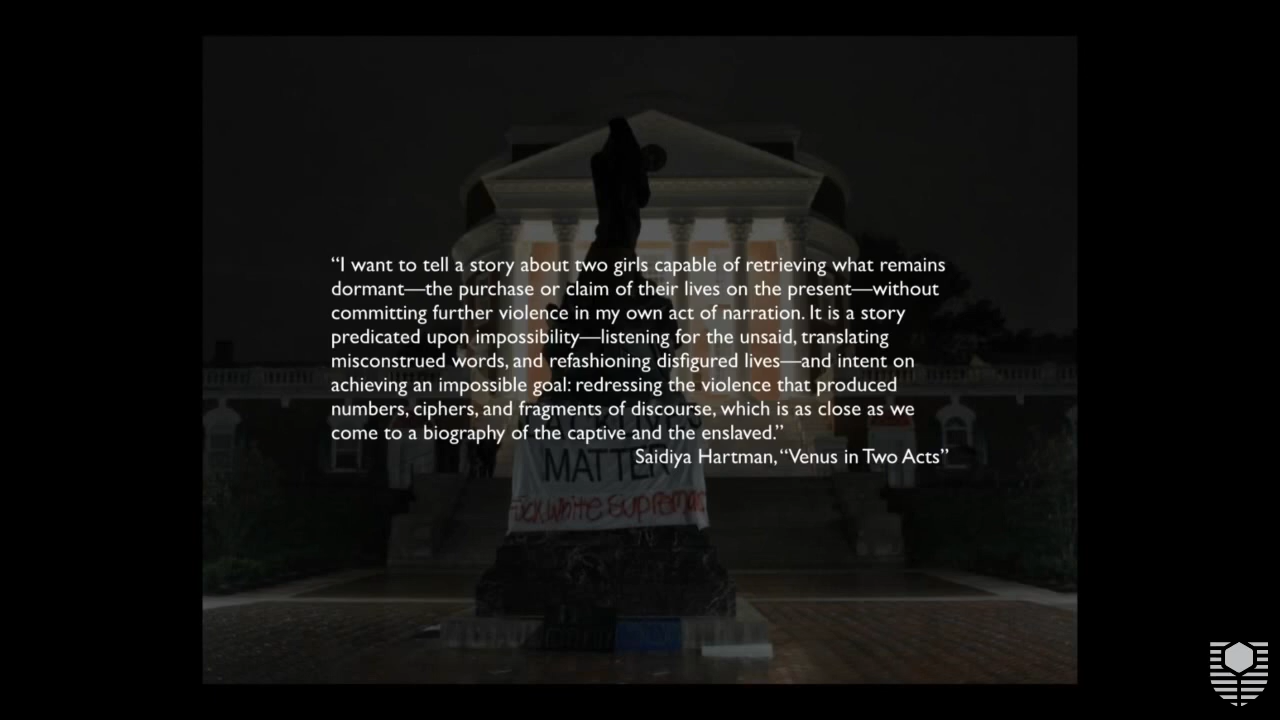 “I want to tell a story about two girls capable of retrieving what remains
dormant—the purchase or claim of their lives on the present—without
committing further violence in my own act of narration. It is a story
predicated upon impossibility—listening for the unsaid, translating
misconstrued words, and refashioning disfigured lives—and intent on
achieving an impossible goal: redressing the violence that produced
numbers, ciphers, and fragments of discourse, which is as close as we
come to a biography of the captive and the enslaved.”
Saidiya Hartman, “Venus in Two Acts”
MATTER